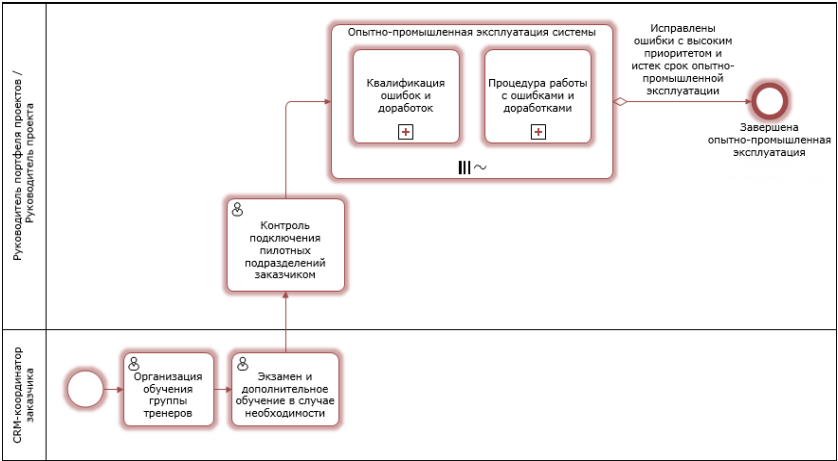 Руководитель портфеля проектов /
Руководитель проекта
Опытно-промышленная эксплуатация системы
Квалификация
ошибок и
доработок
Процедура работы
с ошибками и
доработками
Исправлены
ошибки с высоким
приоритетом и
истек срок опытно-
промышленной
эксплуатации
Завершена
опытно-промышленная
эксплуатация
Контроль
подключения
пилотных
подразделений
заказчиком
CRM-координатор
заказчика
Организация
обучения
группы
тренеров
Экзамен и
дополнительное
обучение в случае
необходимости